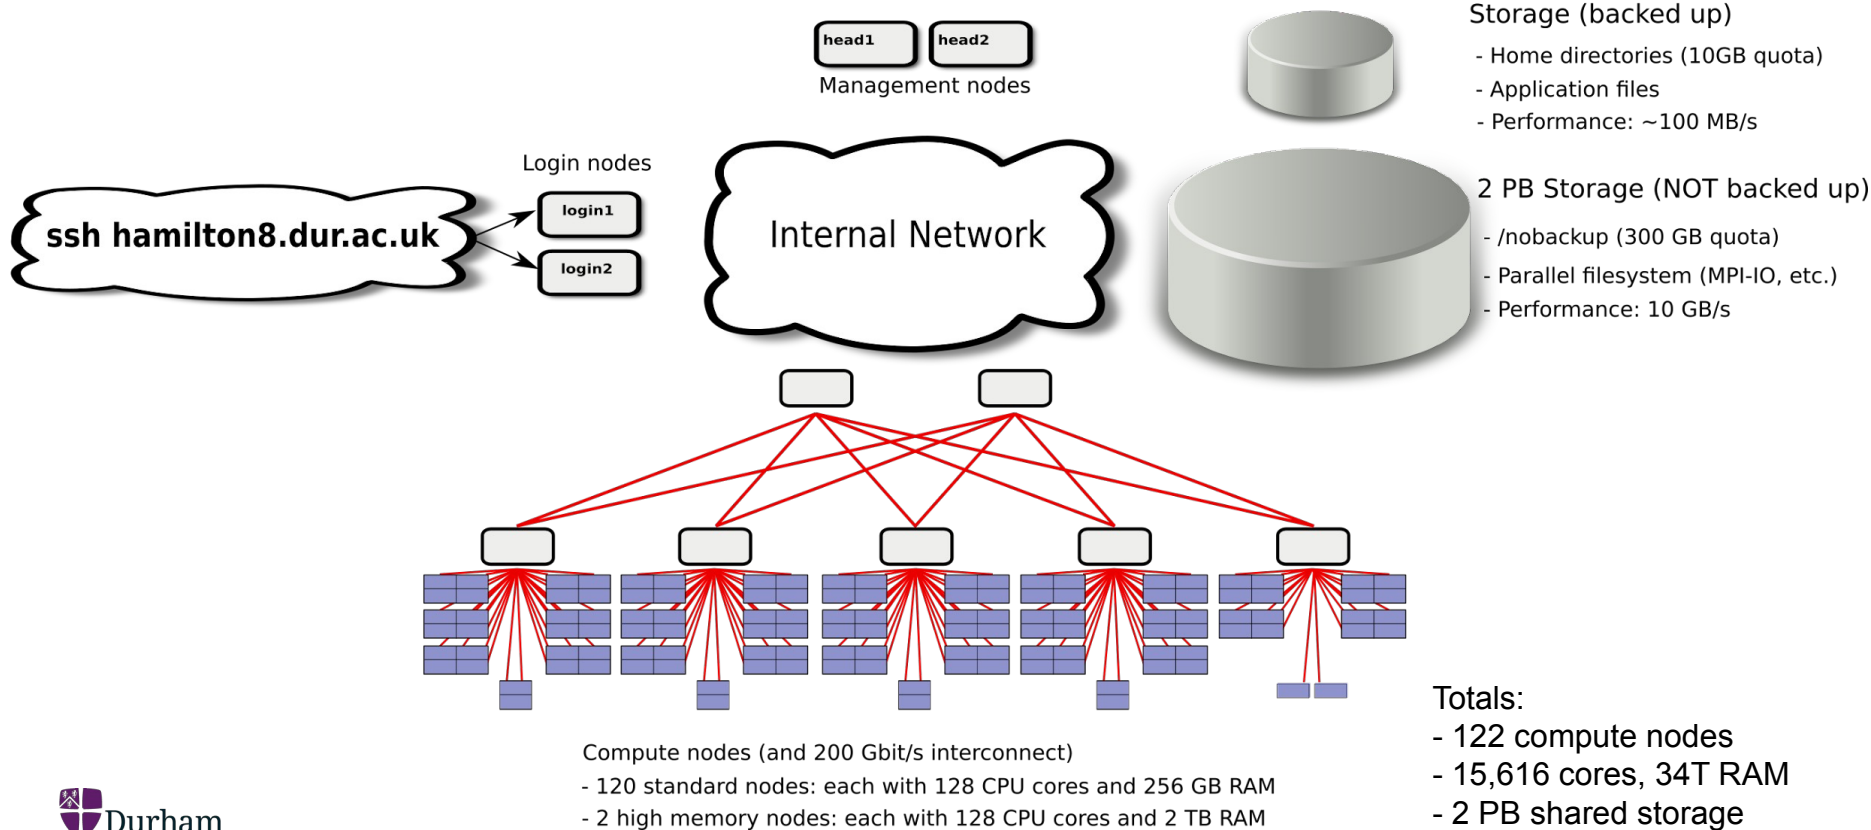 head1
head2
Management nodes
Storage (backed up)
- Home directories (10GB quota)
- Application files
- Performance: ~100 MB/s
Login nodes
ssh hamilton8.dur.ac.uk
login1
login2
Internal Network
2 PB Storage (NOT backed up)
- /nobackup (300 GB quota)
- Parallel filesystem (MPI-IO, etc.)
- Performance: 10 GB/s
Compute nodes (and 200 Gbit/s interconnect)
- 120 standard nodes: each with 128 CPU cores and 256 GB RAM
- 2 high memory nodes: each with 128 CPU cores and 2 TB RAM
Totals:
- 122 compute nodes
- 15,616 cores, 34T RAM
- 2 PB shared storage
Durham